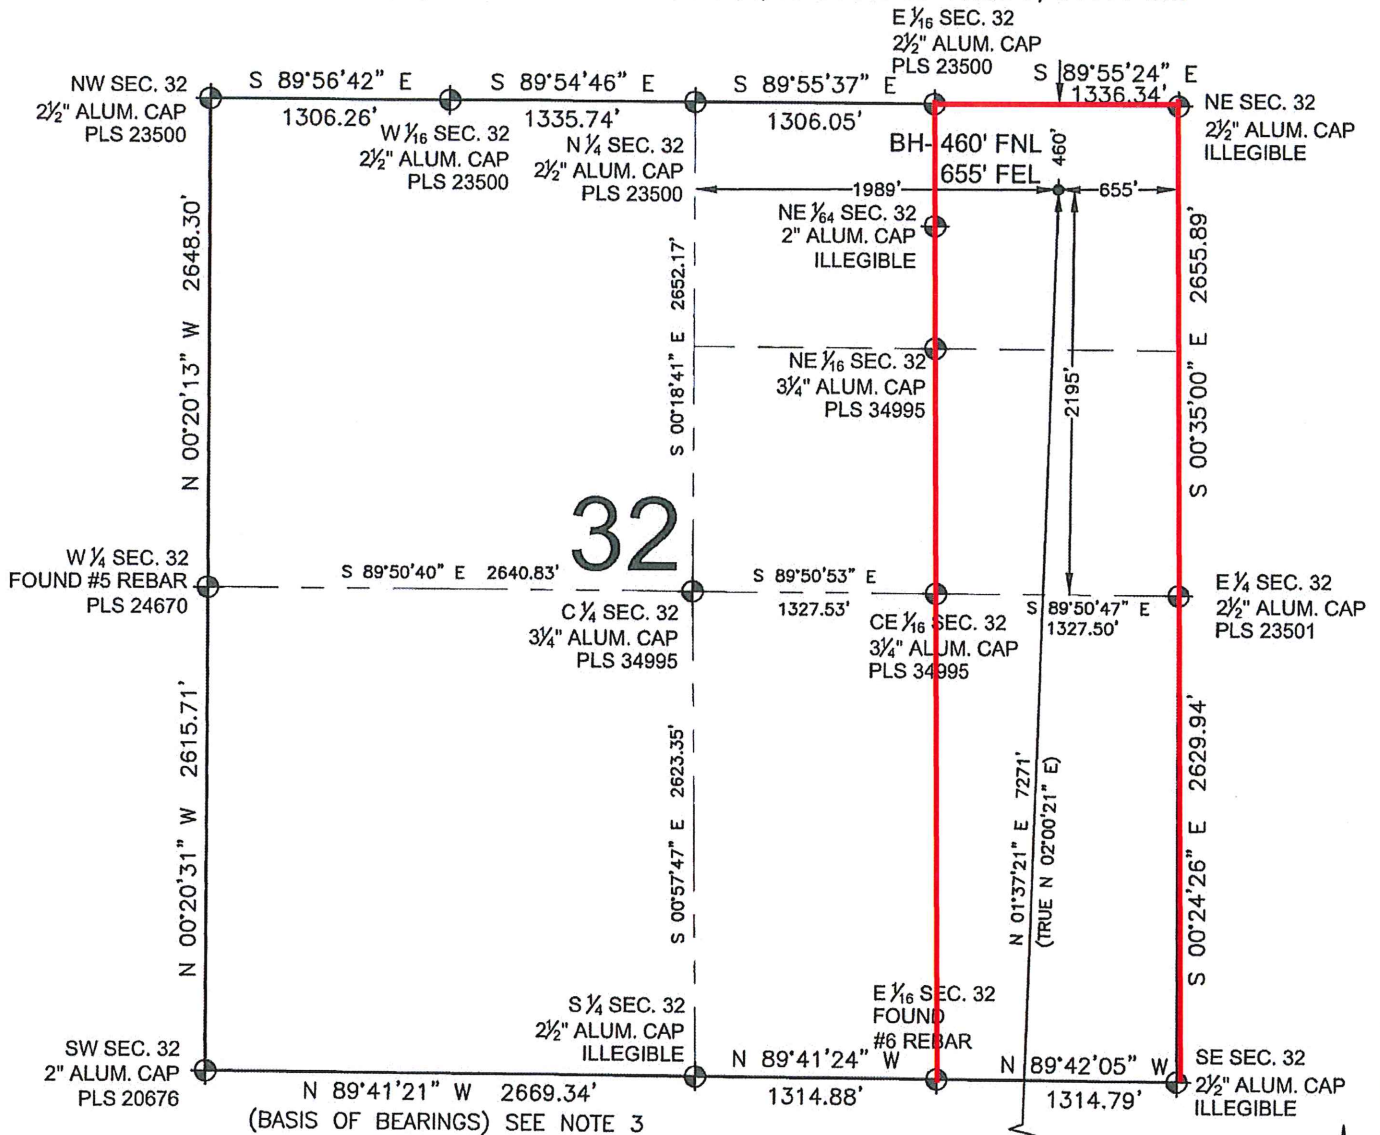 E 1/16 SEC. 32
2½" ALUM. CAP
PLS 23500
NW SEC. 32
2½" ALUM. CAP
PLS 23500
S 89°56'42" E
1306.26'
W 1/16 SEC. 32
2½" ALUM. CAP
PLS 23500
S 89°54'46" E
1335.74'
N ¼ SEC. 32
2½" ALUM. CAP
PLS 23500
S 89°55'37" E
1306.05'
S 89°55'24" E
1336.34'
NE SEC. 32
2½" ALUM. CAP
ILLEGIBLE
BH- 460' FNL
655' FEL
460'
1989'
655'
NE 1/64 SEC. 32
2" ALUM. CAP
ILLEGIBLE
N 00°20'13" W 2648.30'
S 00°18'41" E 2652.17'
S 00°35'00" E 2655.89'
NE 1/16 SEC. 32
3¼" ALUM. CAP
PLS 34995
2195'
32
W ¼ SEC. 32
FOUND #5 REBAR
PLS 24670
S 89°50'40" E 2640.83'
C ¼ SEC. 32
3¼" ALUM. CAP
PLS 34995
S 89°50'53" E
1327.53'
CE 1/16 SEC. 32
3¼" ALUM. CAP
PLS 34995
S 89°50'47" E
1327.50'
E ¼ SEC. 32
2½" ALUM. CAP
PLS 23501
N 00°20'31" W 2615.71'
S 00°57'47" E 2623.35'
N 01°37'21" E 7271'
(TRUE N 02°00'21" E)
S 00°24'26" E 2629.94'
SW SEC. 32
2" ALUM. CAP
PLS 20676
S ¼ SEC. 32
2½" ALUM. CAP
ILLEGIBLE
E 1/16 SEC. 32
FOUND
#6 REBAR
N 89°41'21" W 2669.34'
(BASIS OF BEARINGS) SEE NOTE 3
N 89°41'24" W
1314.88'
N 89°42'05" W
1314.79'
SE SEC. 32
2½" ALUM. CAP
ILLEGIBLE